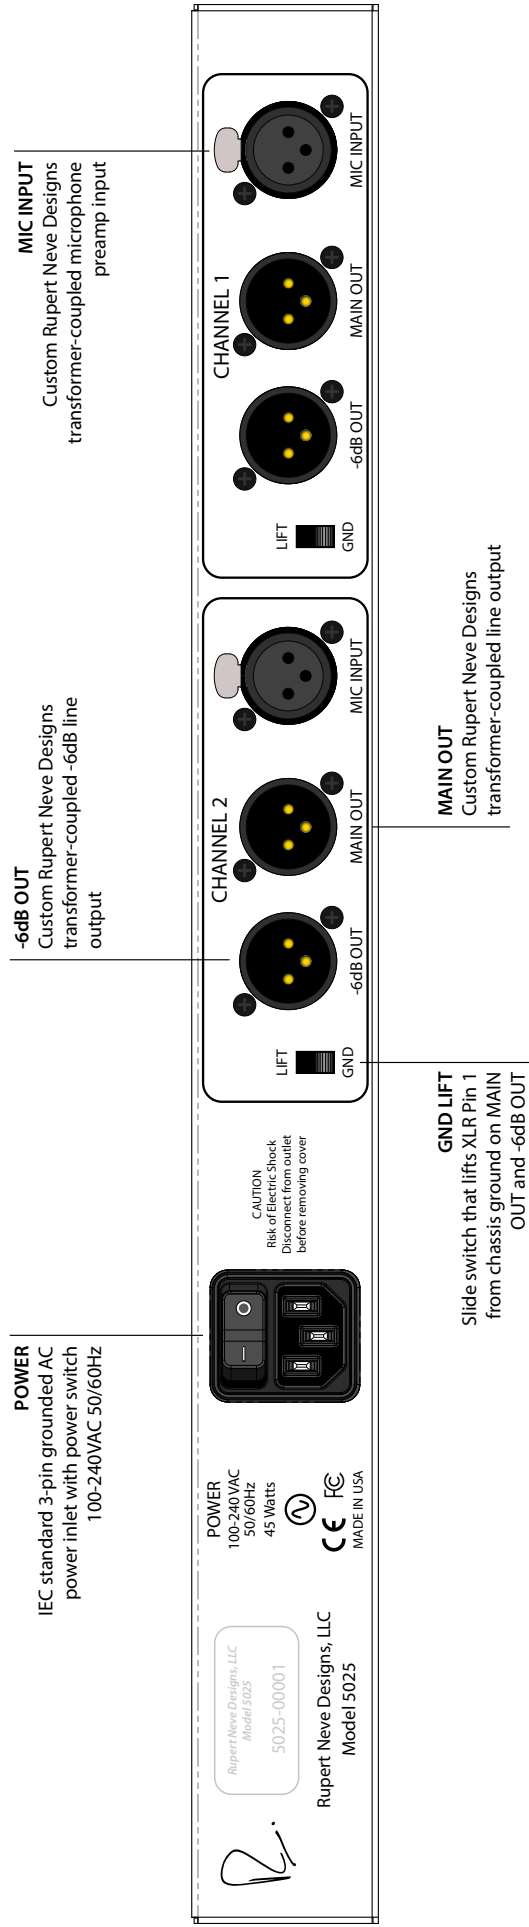 POWER
IEC standard 3-pin grounded AC
power inlet with power switch
100-240VAC 50/60Hz
-6dB OUT
Custom Rupert Neve Designs
transformer-coupled -6dB line
output
MIC INPUT
Custom Rupert Neve Designs
transformer-coupled microphone
preamp input
Rupert Neve Designs, LLC
Model 5025
5025-00001
Rupert Neve Designs, LLC
Model 5025
POWER
100-240VAC
50/60Hz
45 Watts
CE FC
MADE IN USA
CAUTION
Risk of Electric Shock
Disconnect from outlet
before removing cover
CHANNEL 2
LIFT
GND
-6dB OUT
MAIN OUT
MIC INPUT
CHANNEL 1
LIFT
GND
-6dB OUT
MAIN OUT
MIC INPUT
GND LIFT
Slide switch that lifts XLR Pin 1
from chassis ground on MAIN
OUT and -6dB OUT
MAIN OUT
Custom Rupert Neve Designs
transformer-coupled line output